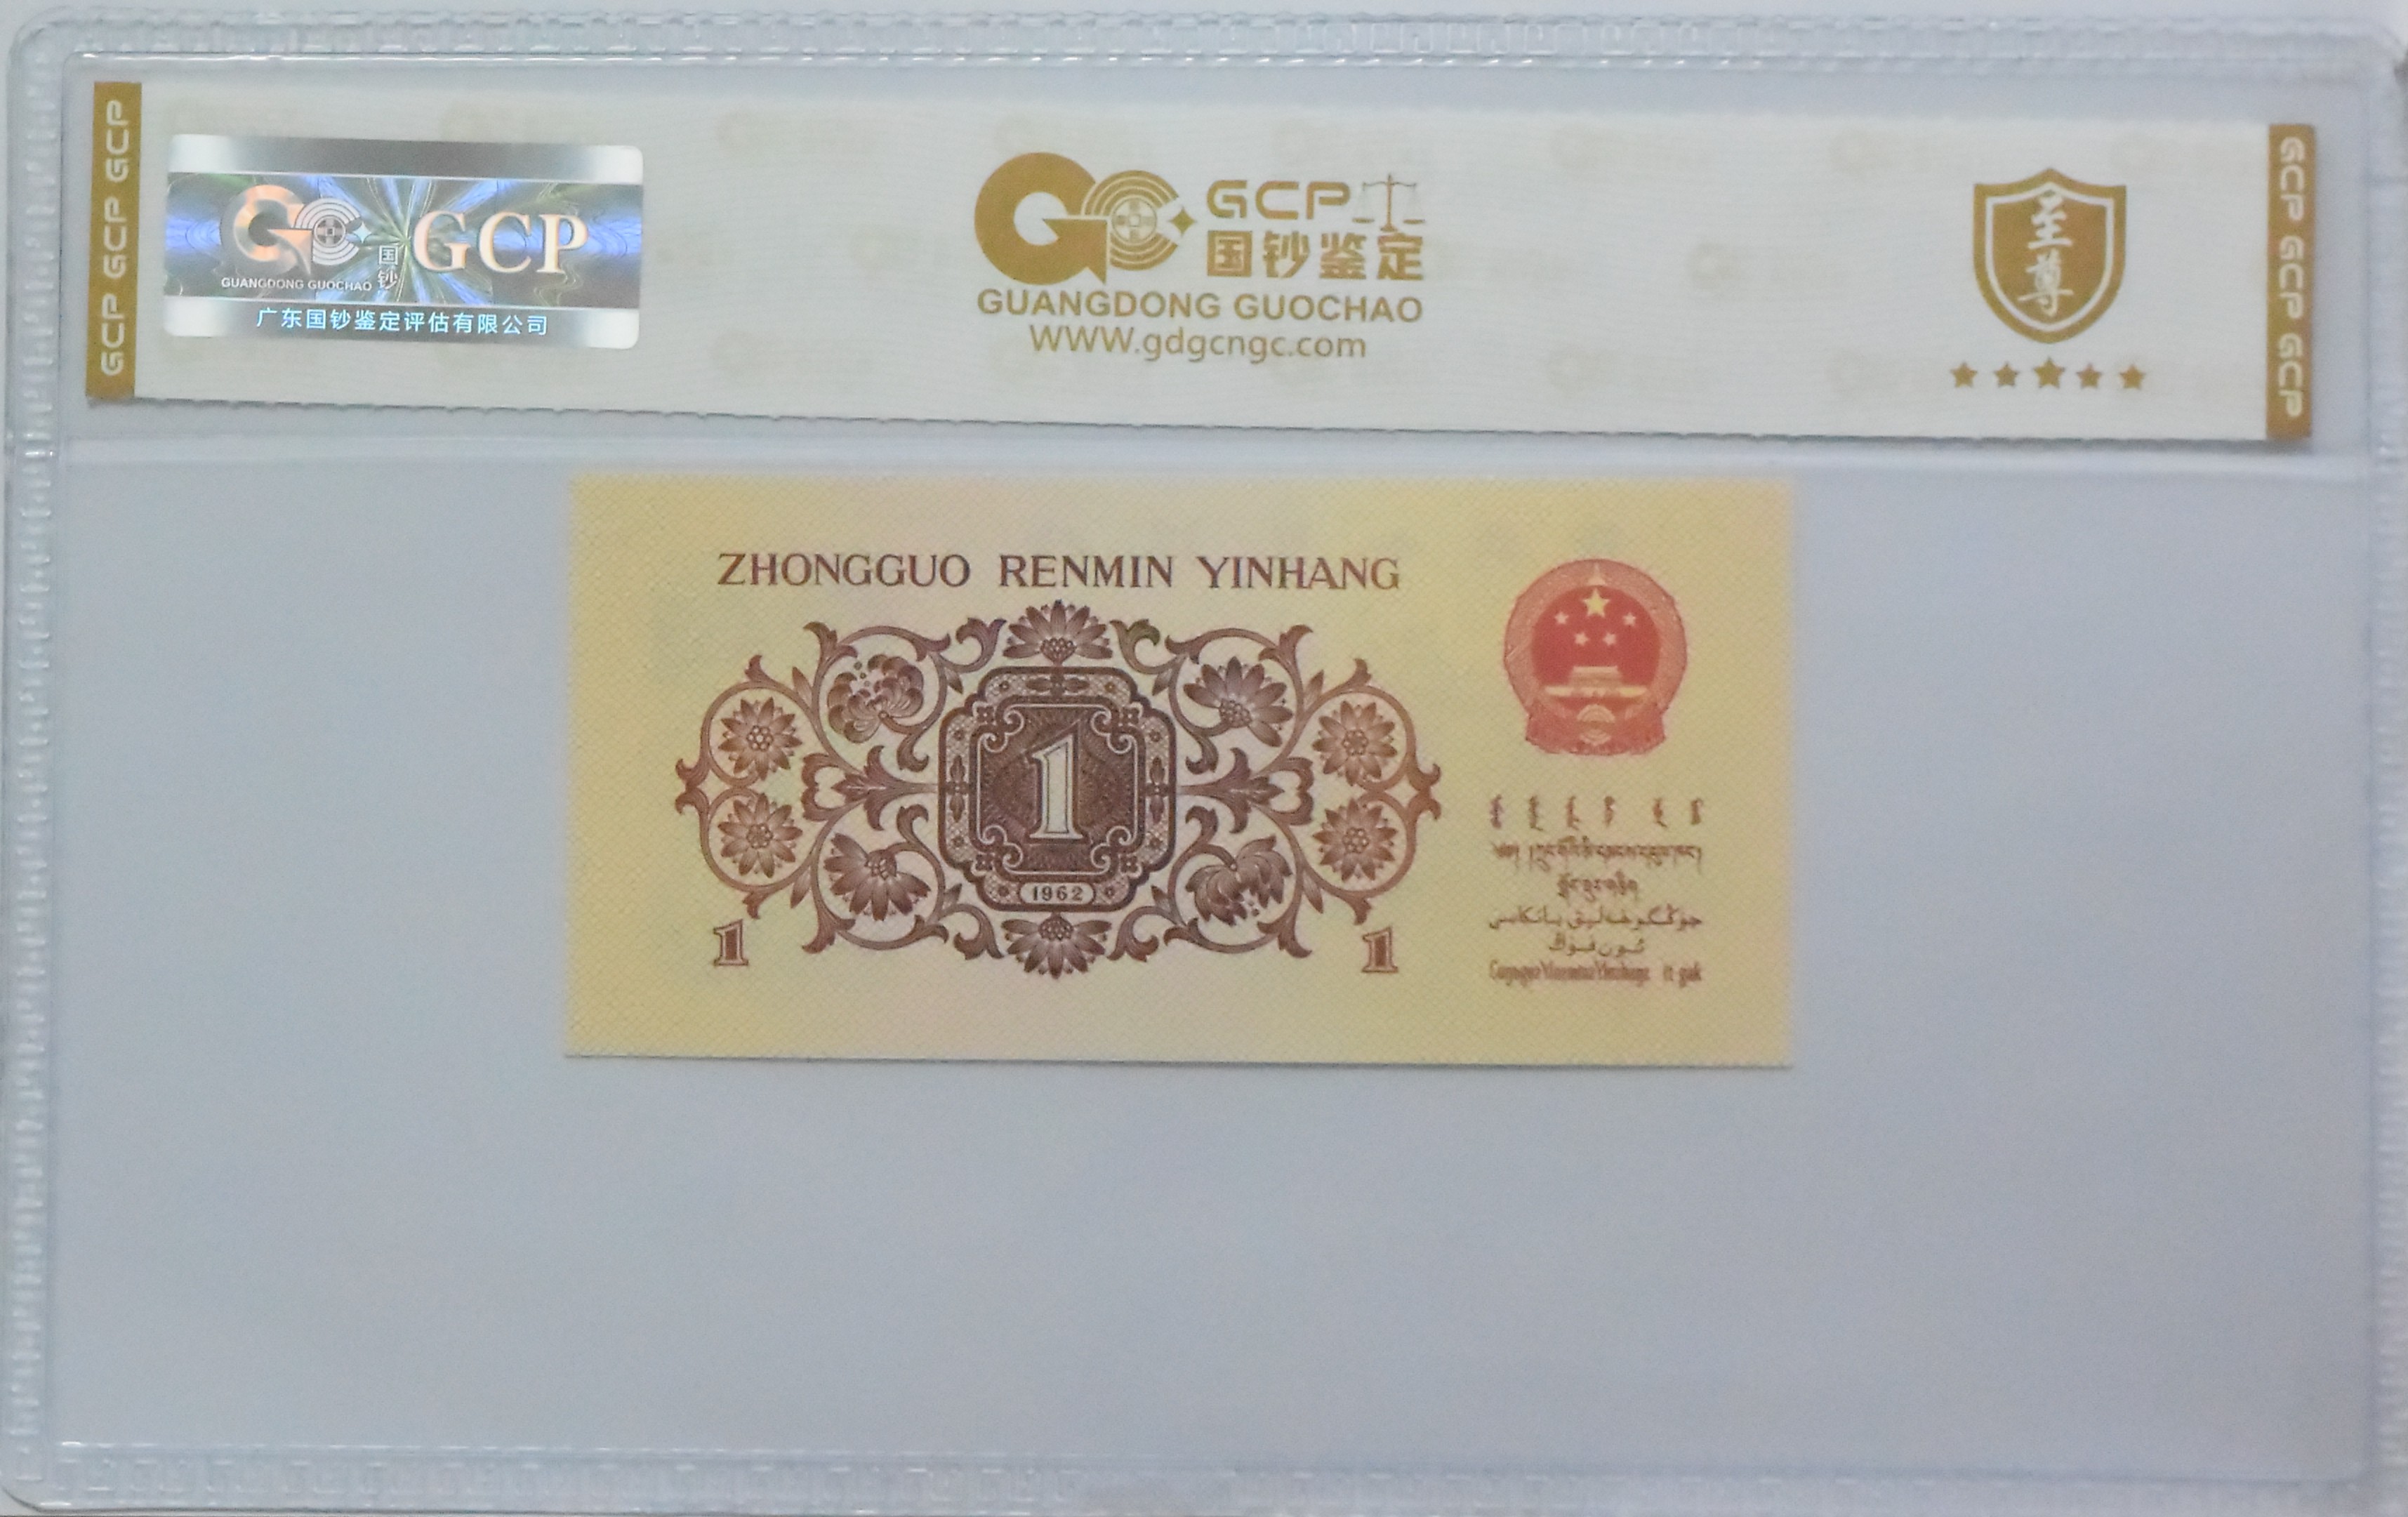 GCP GCP GCP
国钞
GCP
GUANGDONG GUOCHAO
广东国钞鉴定评估有限公司
GCP
国钞鉴定
GUANGDONG GUOCHAO
WWW.gdgcngc.com
至尊
GCP GCP GCP
ZHONGGUO RENMIN YINHANG
1
1962
1
1